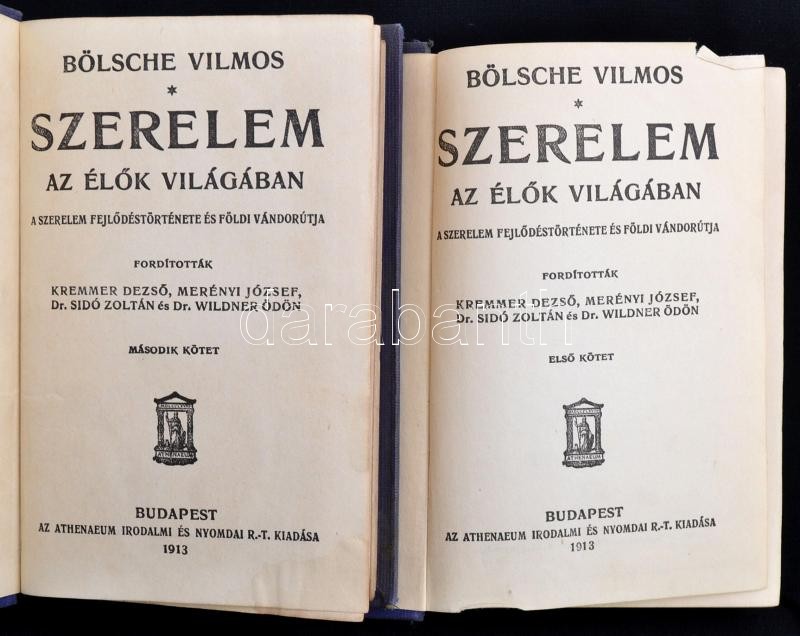 BÖLSCHE VILMOS
*
SZERELEM
AZ ÉLŐK VILÁGÁBAN
A SZERELEM FEJLŐDÉSTÖRTÉNETE ÉS FÖLDI VÁNDORÚTJA
FORDÍTOTTÁK
KREMMER DEZSŐ, MERÉNYI JÓZSEF,
Dr. SIDÓ ZOLTÁN és Dr. WILDNER ÖDÖN
MÁSODIK KÖTET
ATHENAEUM
BUDAPEST
AZ ATHENAEUM IRODALMI ÉS NYOMDAI R.-T. KIADÁSA
1913
BÖLSCHE VILMOS
*
SZERELEM
AZ ÉLŐK VILÁGÁBAN
A SZERELEM FEJLŐDÉSTÖRTÉNETE ÉS FÖLDI VÁNDORÚTJA
FORDÍTOTTÁK
KREMMER DEZSŐ, MERÉNYI JÓZSEF,
Dr. SIDÓ ZOLTÁN és Dr. WILDNER ÖDÖN
ELSŐ KÖTET
ATHENAEUM
BUDAPEST
AZ ATHENAEUM IRODALMI ÉS NYOMDAI R.-T. KIADÁSA
1913
darabanth